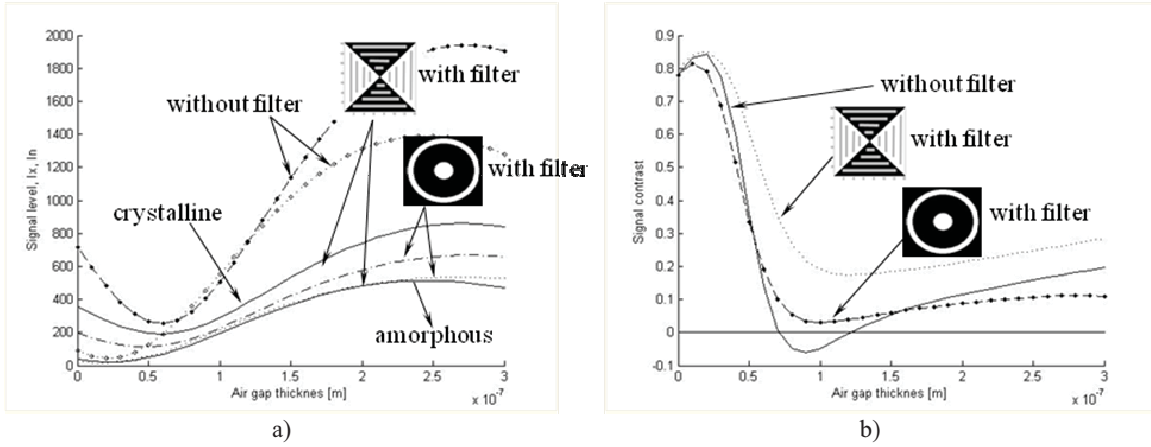 2000
1800
1600
1400
1200
1000
800
600
400
200
0
Signal level, Ix, In
0
0.5
1
1.5
2
2.5
3
x 10⁻⁷
Air gap thicknes [m]
without filter
with filter
with filter
crystalline
amorphous
a)
0.9
0.8
0.7
0.6
0.5
0.4
0.3
0.2
0.1
0
-0.1
Signal contrast
0
0.5
1
1.5
2
2.5
3
x 10⁻⁷
Air gap thicknes [m]
without filter
with filter
with filter
b)